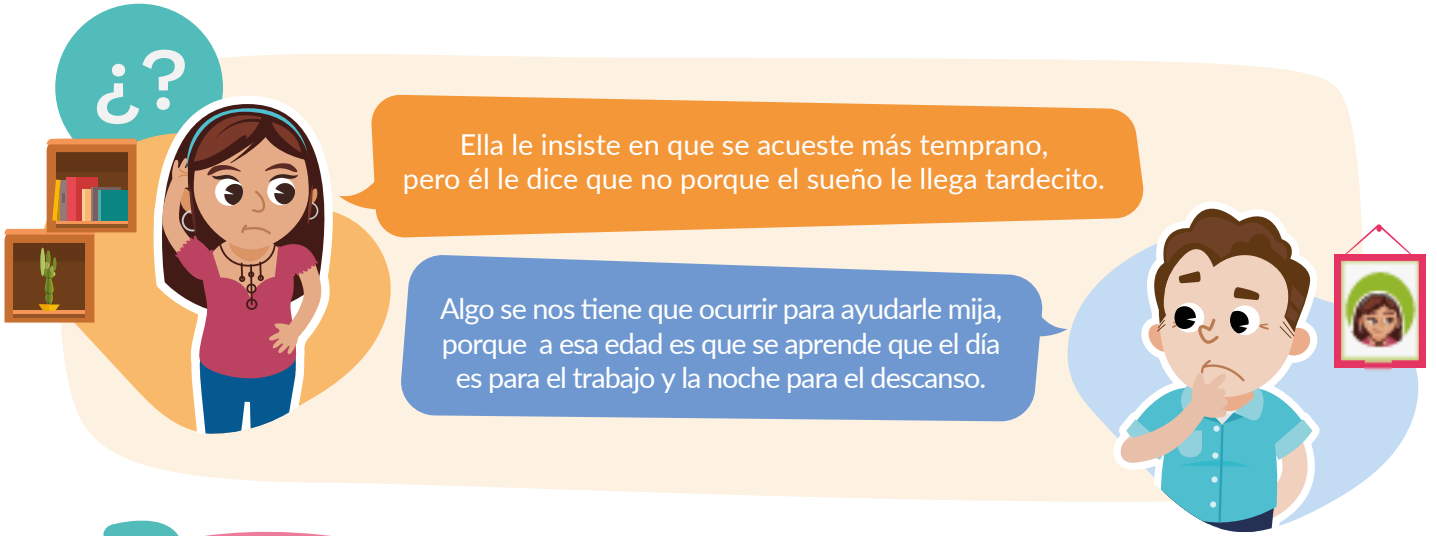 ¿?
Ella le insiste en que se acueste más temprano,
pero él le dice que no porque el sueño le llega tardecito.
Algo se nos tiene que ocurrir para ayudarle mija,
porque  a esa edad es que se aprende que el día
es para el trabajo y la noche para el descanso.